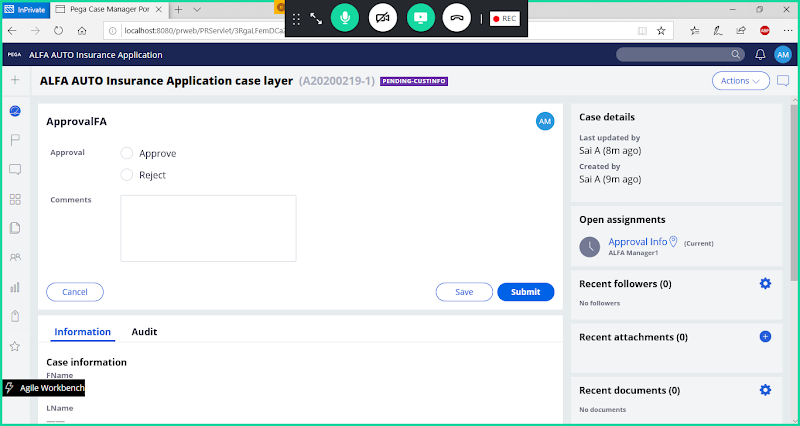 InPrivate
Pega Case Manager Por
REC
localhost:8080/prweb/PRServlet/3RgaLFemDCa
ABP
PEGA
ALFA AUTO Insurance Application
AM
ALFA AUTO Insurance Application case layer (A20200219-1) PENDING-CUSTINFO
Actions
ApprovalFA
AM
Approval
Approve
Reject
Comments
Cancel
Save
Submit
Information
Audit
Case information
FName
Agile Workbench
LName
Case details
Last updated by
Sai A (8m ago)
Created by
Sai A (9m ago)
Open assignments
Approval Info (Current)
ALFA Manager1
Recent followers (0)
No followers
Recent attachments (0)
Recent documents (0)
No documents